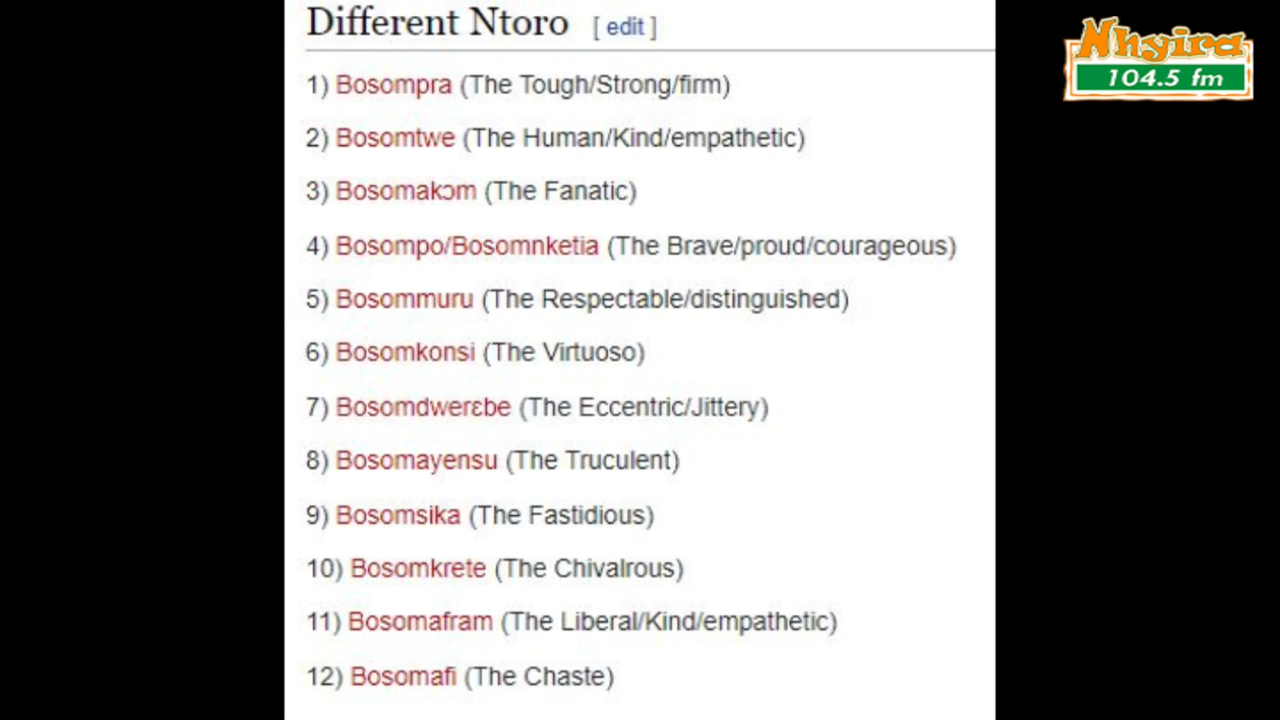 Different Ntoro [ edit ]
Nhyira
104.5 fm
1) Bosompra (The Tough/Strong/firm)
2) Bosomtwe (The Human/Kind/empathetic)
3) Bosomakɔm (The Fanatic)
4) Bosompo/Bosomnketia (The Brave/proud/courageous)
5) Bosommuru (The Respectable/distinguished)
6) Bosomkonsi (The Virtuoso)
7) Bosomdwerɛbe (The Eccentric/Jittery)
8) Bosomayensu (The Truculent)
9) Bosomsika (The Fastidious)
10) Bosomkrete (The Chivalrous)
11) Bosomafram (The Liberal/Kind/empathetic)
12) Bosomafi (The Chaste)